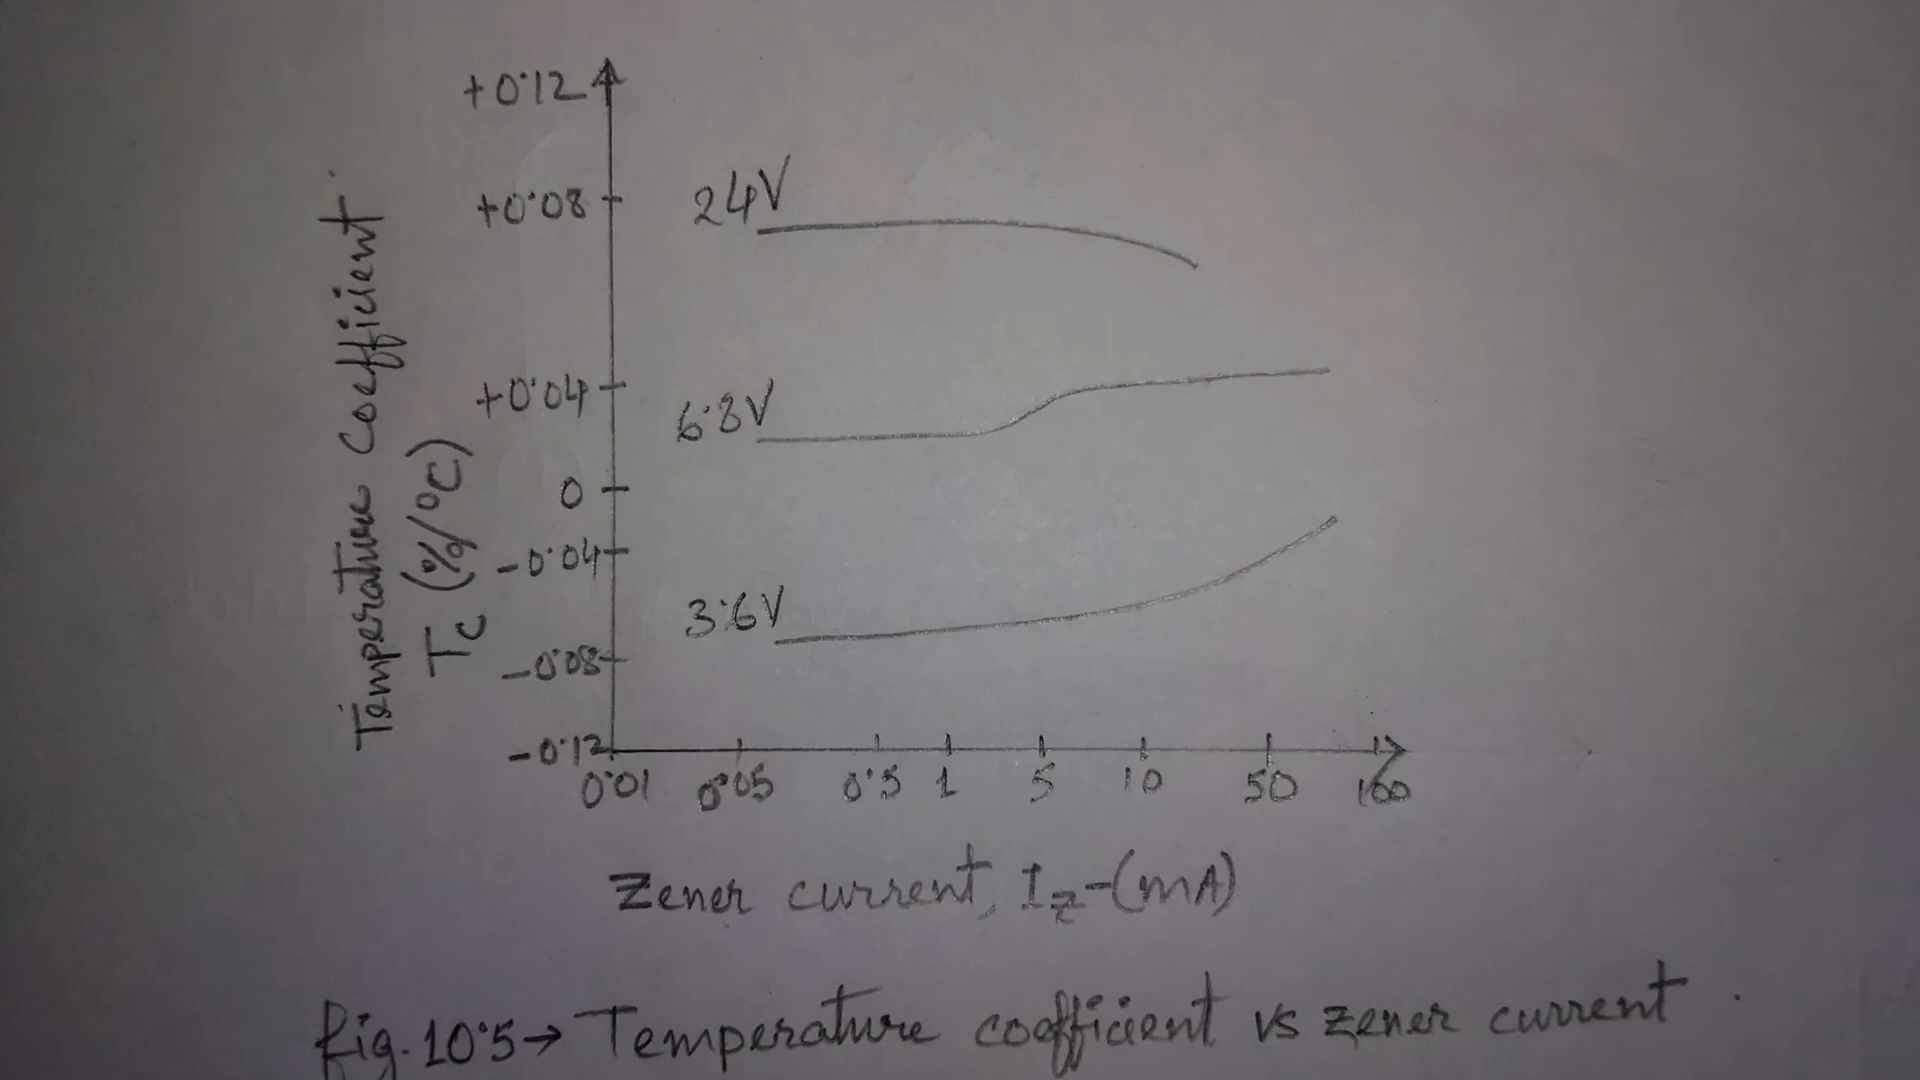 +0.12
+0.08
+0.04
0
-0.04
-0.08
-0.12
Temperature Coefficient
Tc (%/°C)
24V
6.8V
3.6V
0.01 0.05 0.5 1 5 10 50 100
Zener current, Iz-(mA)
fig. 10.5→ Temperature coefficient vs zener current.